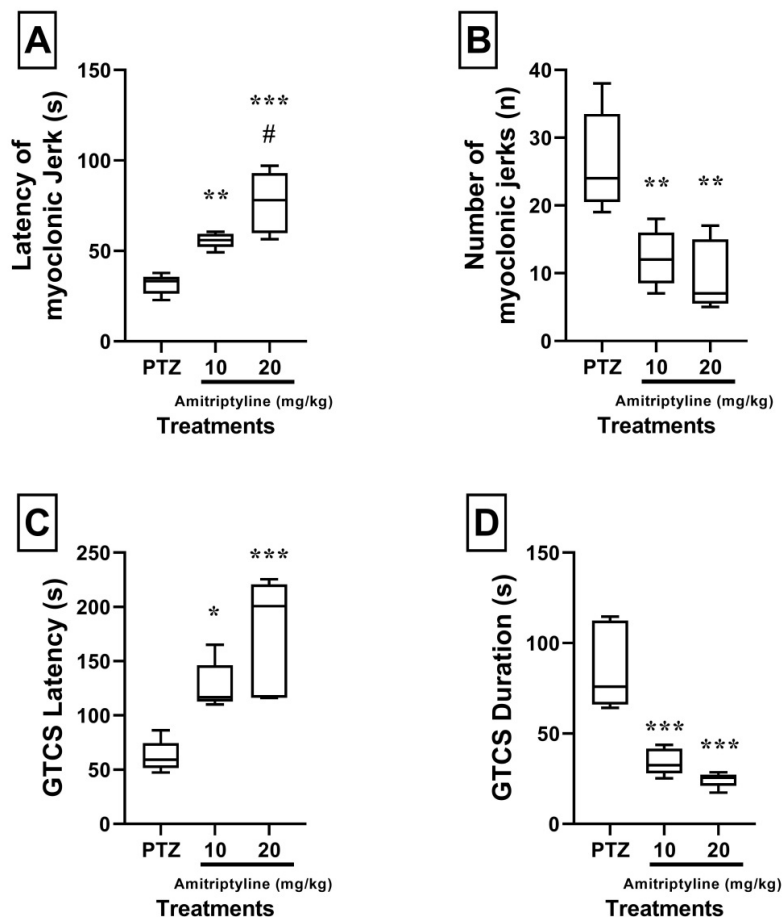 A
Latency of
myoclonic Jerk (s)
150
100
50
0
**
***
#
PTZ
10
20
Amitriptyline (mg/kg)
Treatments
B
Number of
myoclonic jerks (n)
40
30
20
10
0
**
**
PTZ
10
20
Amitriptyline (mg/kg)
Treatments
C
GTCS Latency (s)
250
200
150
100
50
0
*
***
PTZ
10
20
Amitriptyline (mg/kg)
Treatments
D
GTCS Duration (s)
150
100
50
0
***
***
PTZ
10
20
Amitriptyline (mg/kg)
Treatments